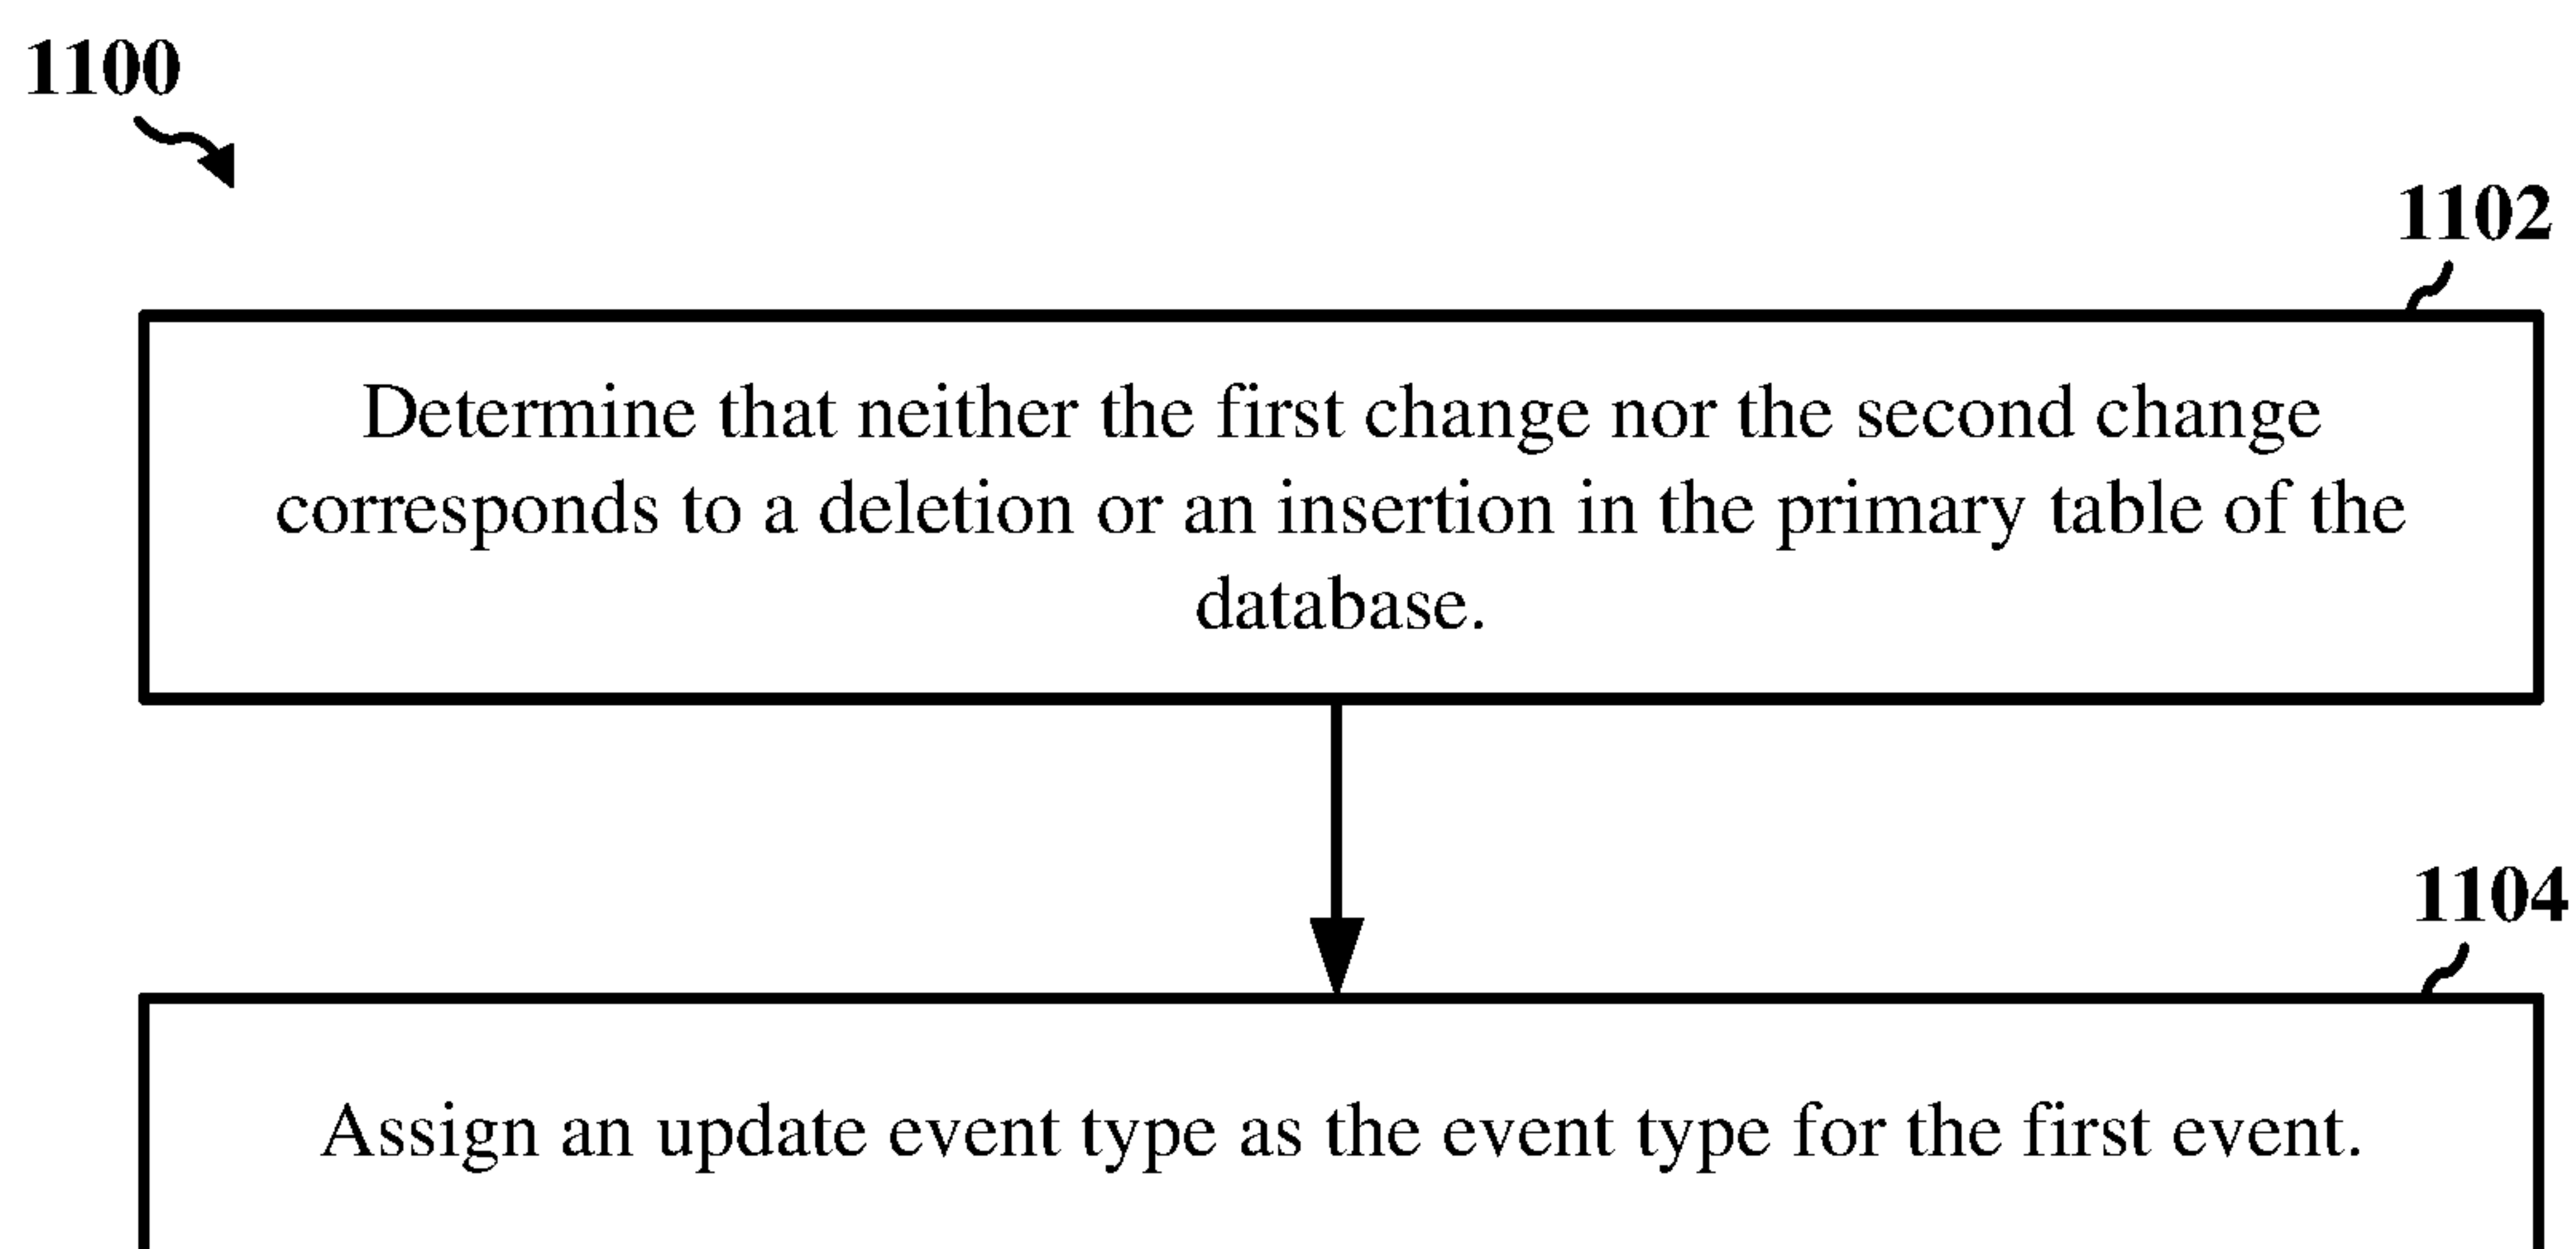 1100
1102
Determine that neither the first change nor the second change
corresponds to a deletion or an insertion in the primary table of the
database.
1104
Assign an update event type as the event type for the first event.